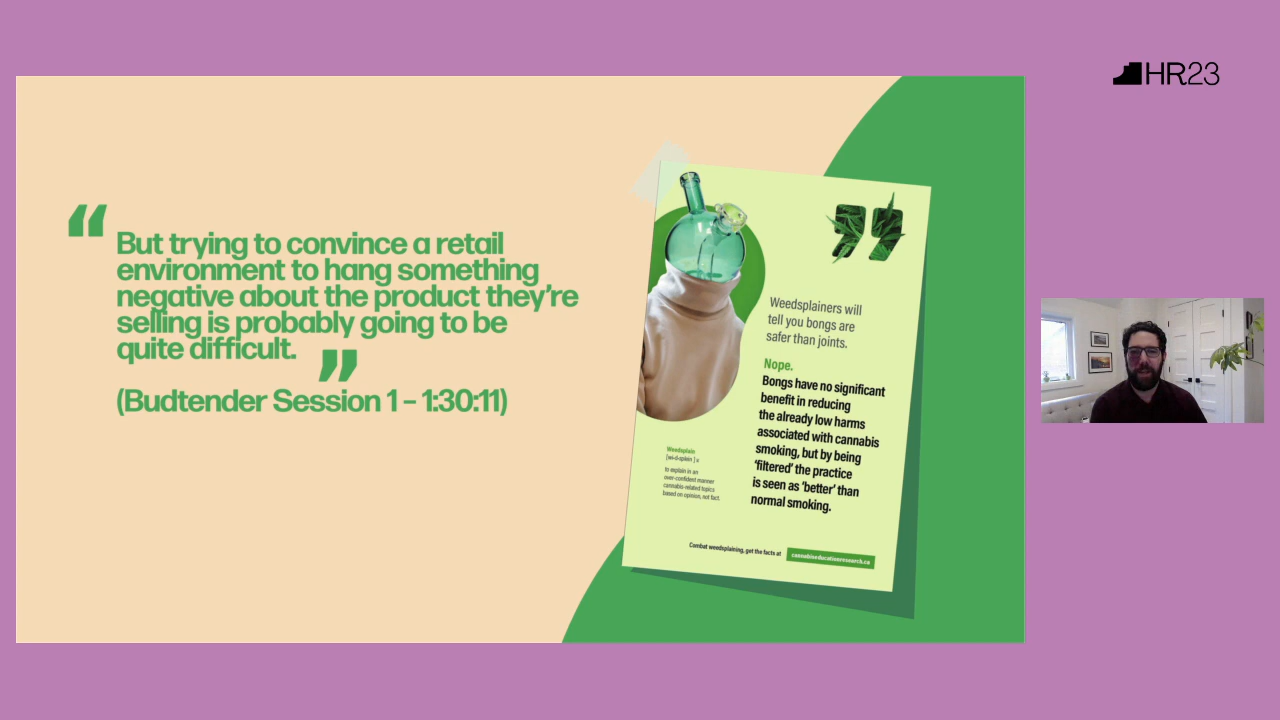 HR23
“
But trying to convince a retail
environment to hang something
negative about the product they’re
selling is probably going to be
quite difficult.
”
(Budtender Session 1 – 1:30:11)
”
Weedsplainers will
tell you bongs are
safer than joints.
Nope.
Bongs have no significant
benefit in reducing
the already low harms
associated with cannabis
smoking, but by being
‘filtered’ the practice
is seen as ‘better’ than
normal smoking.
Weedsplain
to explain in an
over-confident manner
cannabis-related topics
based on opinion, not fact.
Combat weedsplaining, get the facts at
cannabiseducationresearch.ca